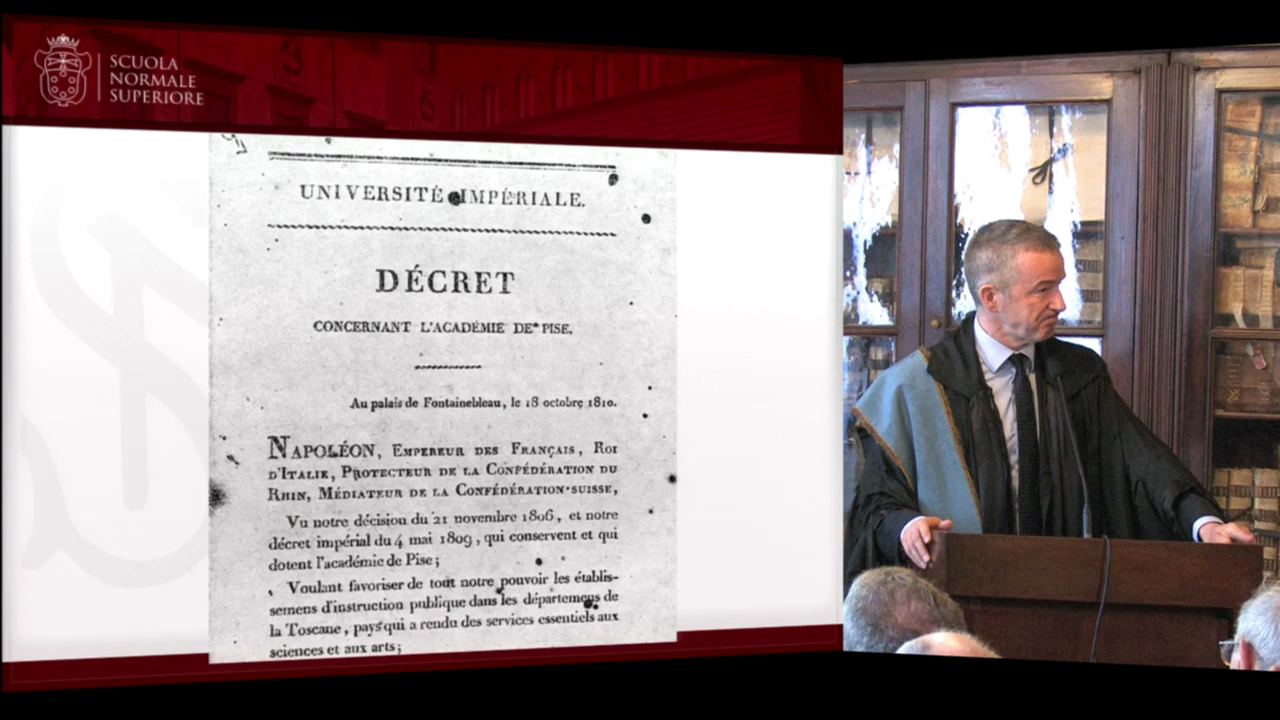 SCUOLA
NORMALE
SUPERIORE
UNIVERSITÉ IMPÉRIALE.
DÉCRET
CONCERNANT L'ACADÉMIE DE PISE,
Au palais de Fontainebleau, le 18 octobre 1810.
NAPOLÉON, EMPEREUR DES FRANÇAIS, ROI
D'ITALIE, PROTECTEUR DE LA CONFÉDÉRATION DU
RHIN, MÉDIATEUR DE LA CONFÉDÉRATION-SUISSE,
Vu notre décision du 21 novembre 1806, et notre
décret impérial du 4 mai 1809, qui conservent et qui
dotent l'académie de Pise;
Voulant favoriser de tout notre pouvoir les établis-
semens d'instruction publique dans les départemens de
la Toscane, pays qui a rendu des services essentiels aux
sciences et aux arts;